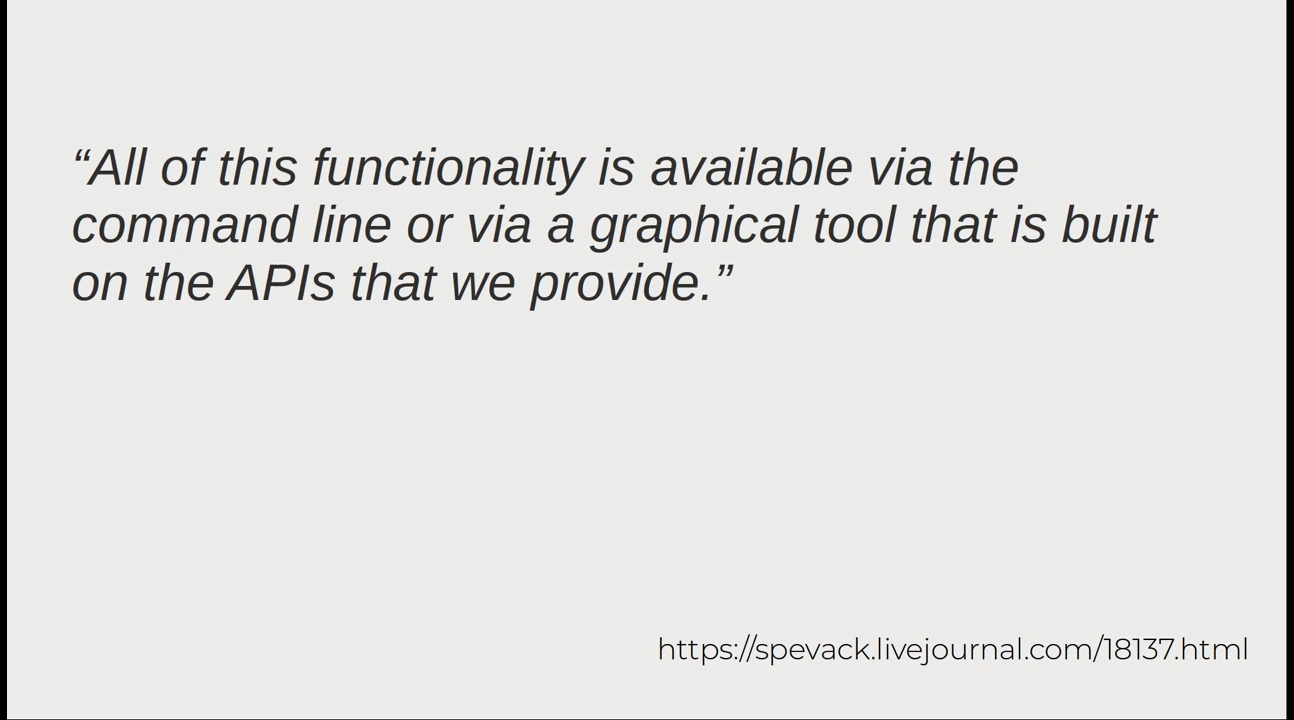 “All of this functionality is available via the
command line or via a graphical tool that is built
on the APIs that we provide.”
https://spevack.livejournal.com/18137.html